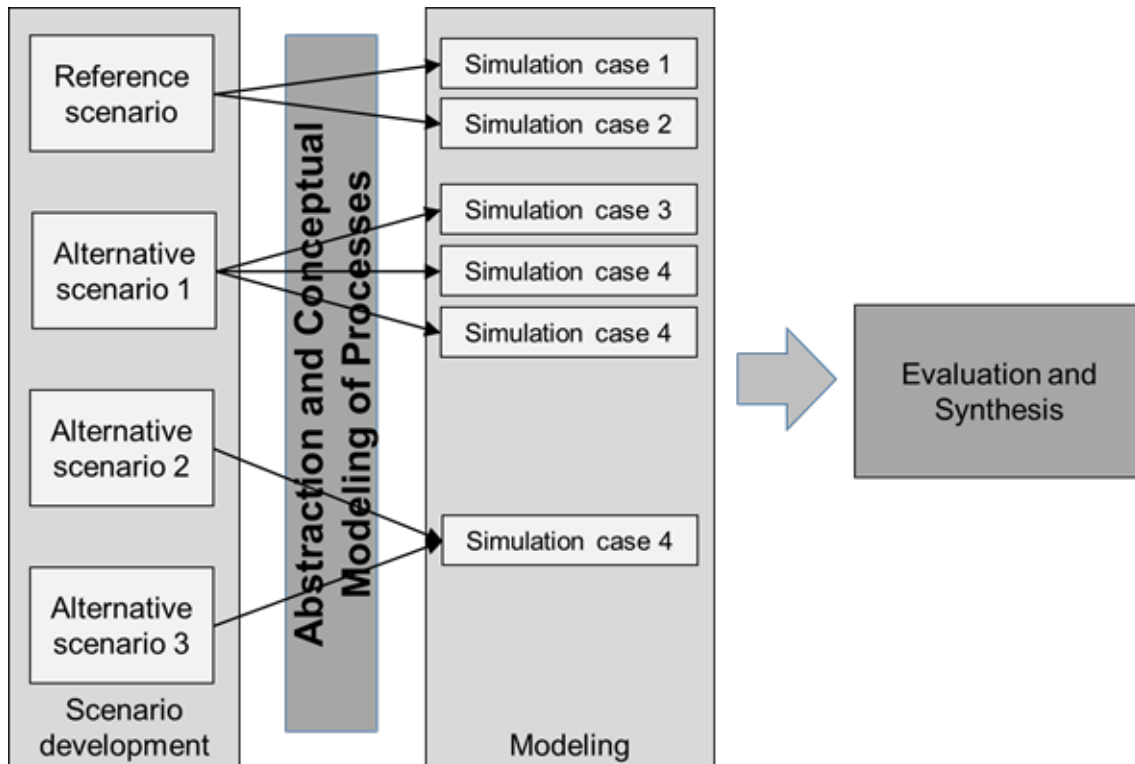 Reference
scenario
Alternative
scenario 1
Alternative
scenario 2
Alternative
scenario 3
Scenario
development
Abstraction and Conceptual
Modeling of Processes
Simulation case 1
Simulation case 2
Simulation case 3
Simulation case 4
Simulation case 4
Simulation case 4
Modeling
Evaluation and
Synthesis